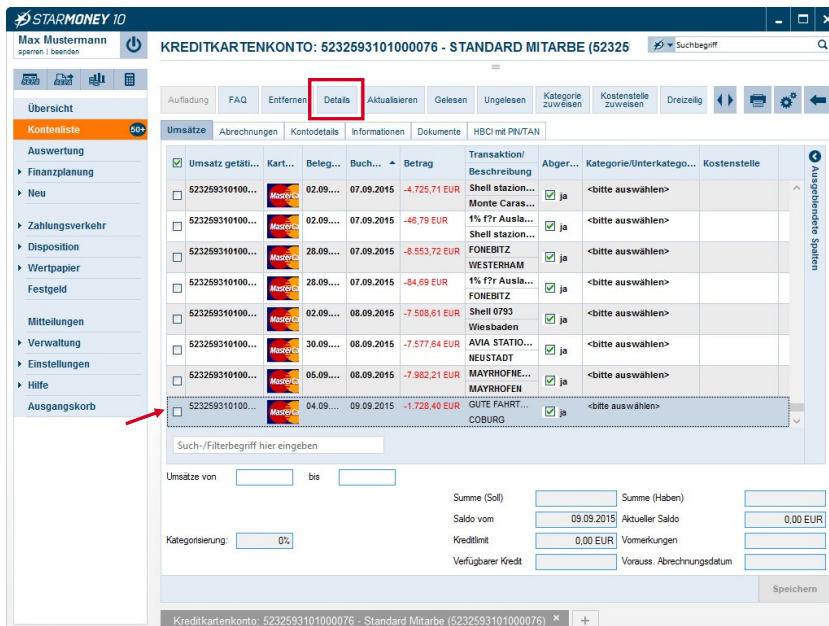 STARMONEY 10
Max Mustermann
sperren | beenden
KREDITKARTENKONTO: 5232593101000076 - STANDARD MITARBE (52325
Suchbegriff
Aufladung FAQ Entfernen Details Aktualisieren Gelesen Ungelesen Kategorie zuweisen Kostenstelle zuweisen Dreizeilig
Übersicht
Kontenliste 50+
Auswertung
Finanzplanung
Neu
Zahlungsverkehr
Disposition
Wertpapier
Festgeld
Mitteilungen
Verwaltung
Einstellungen
Hilfe
Ausgangskorb
Umsätze Abrechnungen Kontodetails Informationen Dokumente HBCI mit PIN/TAN
Umsatz getäti... Kart... Beleg... Buch... Betrag Transaktion/ Beschreibung Abger... Kategorie/Unterkatego... Kostenstelle
523259310100... MasterCa 02.09.... 07.09.2015 -4.725,71 EUR Shell stazion... ja <bitte auswählen>
Monte Caras...
523259310100... MasterCa 02.09.... 07.09.2015 -46,79 EUR 1% f?r Ausla... ja <bitte auswählen>
Shell stazion...
523259310100... MasterCa 28.09.... 07.09.2015 -8.553,72 EUR FONEBITZ ja <bitte auswählen>
WESTERHAM
523259310100... MasterCa 28.09.... 07.09.2015 -84,69 EUR 1% f?r Ausla... ja <bitte auswählen>
FONEBITZ
523259310100... MasterCa 02.09.... 08.09.2015 -7.508,61 EUR Shell 0793 ja <bitte auswählen>
Wiesbaden
523259310100... MasterCa 30.09.... 08.09.2015 -7.577,64 EUR AVIA STATIO... ja <bitte auswählen>
NEUSTADT
523259310100... MasterCa 05.09.... 08.09.2015 -7.982,21 EUR MAYRHOFNE... ja <bitte auswählen>
MAYRHOFEN
523259310100... MasterCa 04.09.... 09.09.2015 -1.728,40 EUR GUTE FAHRT... ja <bitte auswählen>
COBURG
Ausgeblendete Spalten
Such-/Filterbegriff hier eingeben
Umsätze von bis
Summe (Soll) Summe (Haben)
Saldo vom 09.09.2015 Aktueller Saldo 0,00 EUR
Kategorisierung: 0% Kreditlimit 0,00 EUR Vormerkungen
Verfügbarer Kredit Vorauss. Abrechnungsdatum
Speichern
Kreditkartenkonto: 5232593101000076 - Standard Mitarbe (5232593101000076) × +